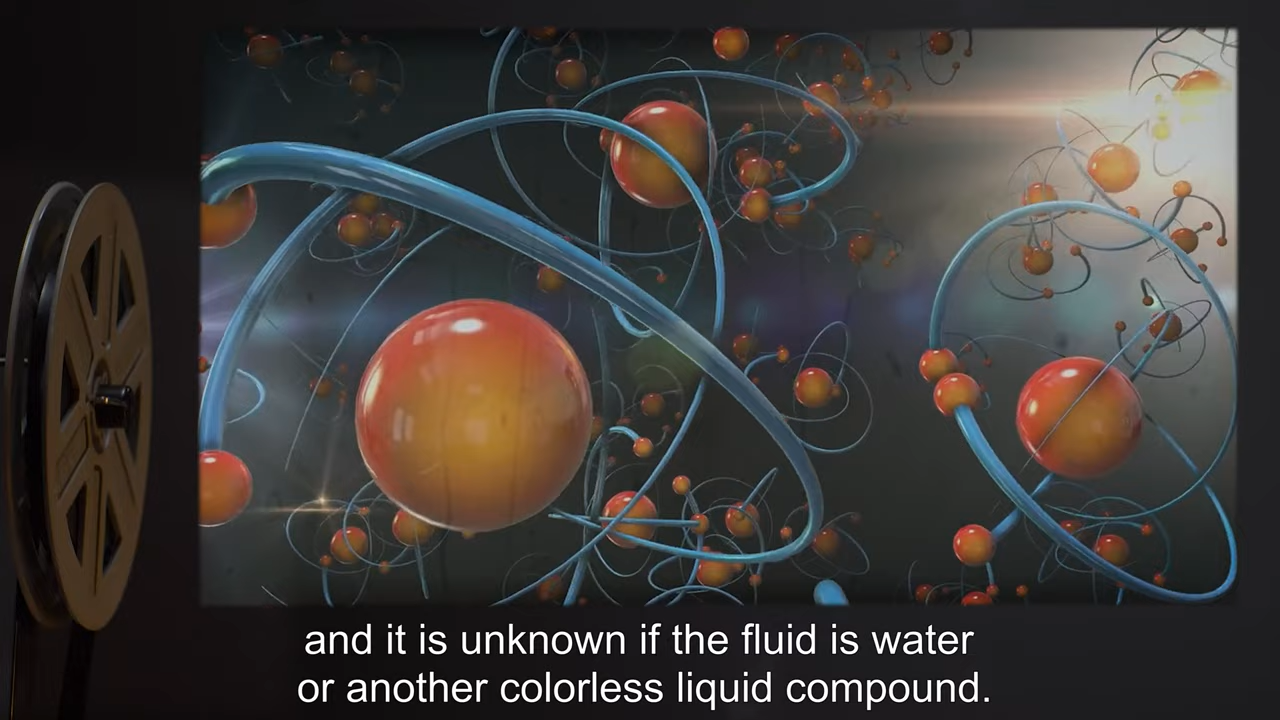 and it is unknown if the fluid is water
or another colorless liquid compound.